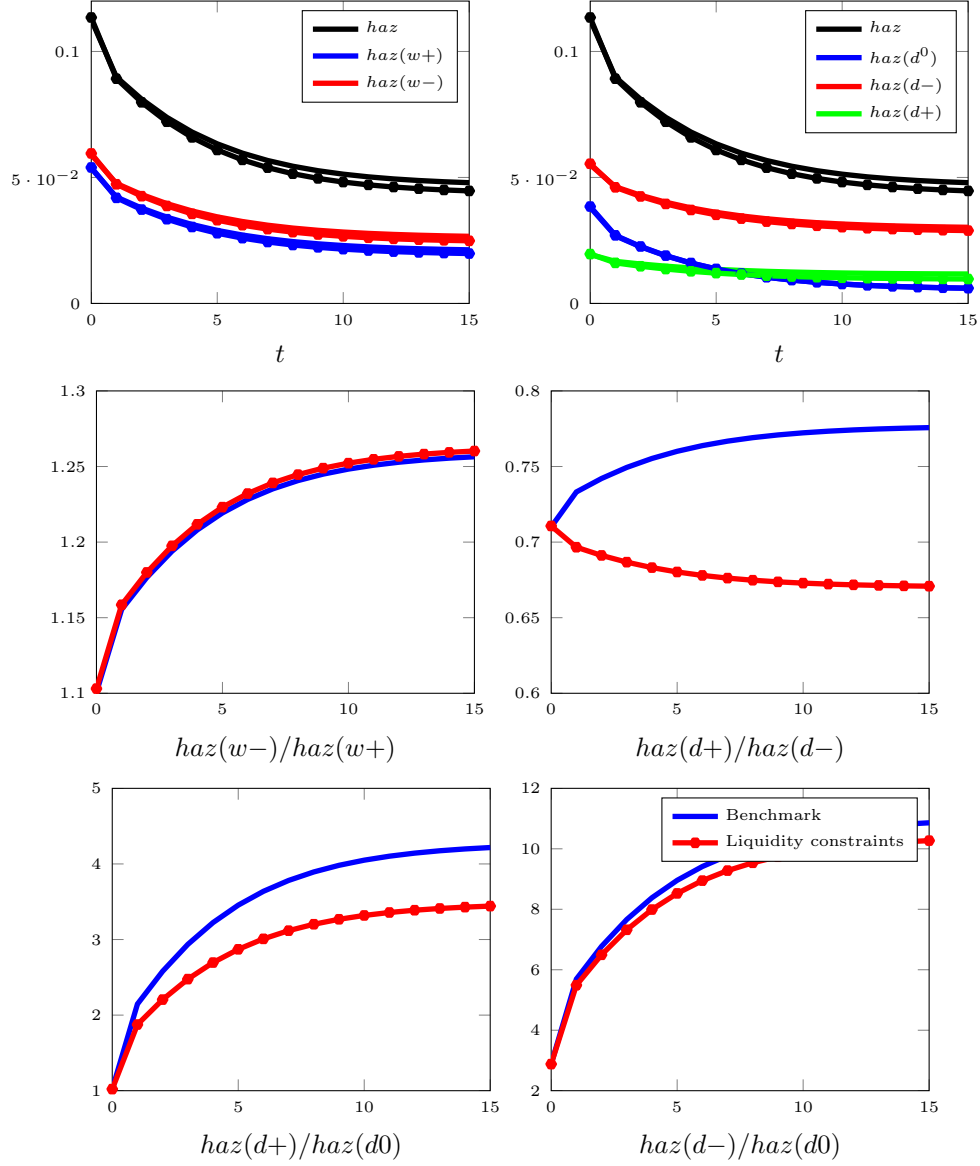 haz
haz(w+)
haz(w−)
0.1
5 · 10−2
0
0 5 10 15
t
haz
haz(d0)
haz(d−)
haz(d+)
0.1
5 · 10−2
0
0 5 10 15
t
1.3
1.25
1.2
1.15
1.1
0 5 10 15
haz(w−)/haz(w+)
0.8
0.75
0.7
0.65
0.6
0 5 10 15
haz(d+)/haz(d−)
5
4
3
2
1
0 5 10 15
haz(d+)/haz(d0)
Benchmark
Liquidity constraints
12
10
8
6
4
2
0 5 10 15
haz(d−)/haz(d0)